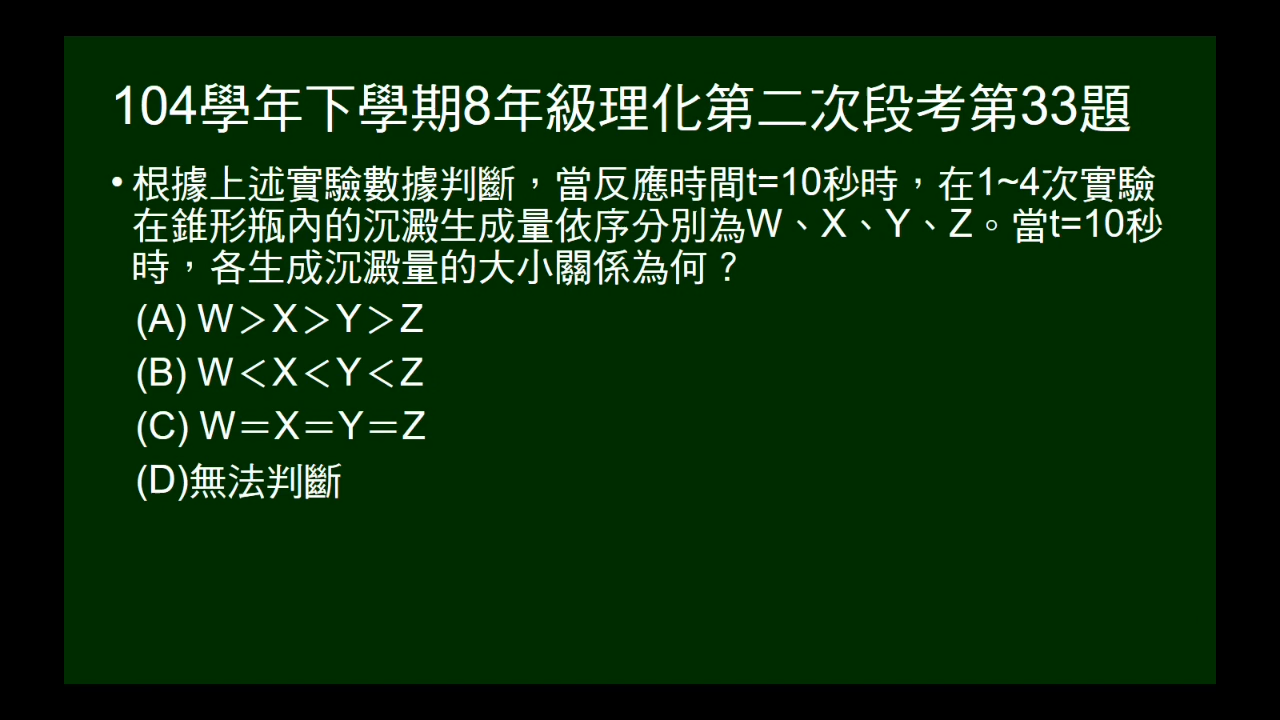 104學年下學期8年級理化第二次段考第33題
•根據上述實驗數據判斷，當反應時間t=10秒時，在1~4次實驗
在錐形瓶內的沉澱生成量依序分別為W、X、Y、Z。當t=10秒
時，各生成沉澱量的大小關係為何？
(A) W＞X＞Y＞Z
(B) W＜X＜Y＜Z
(C) W＝X＝Y＝Z
(D)無法判斷